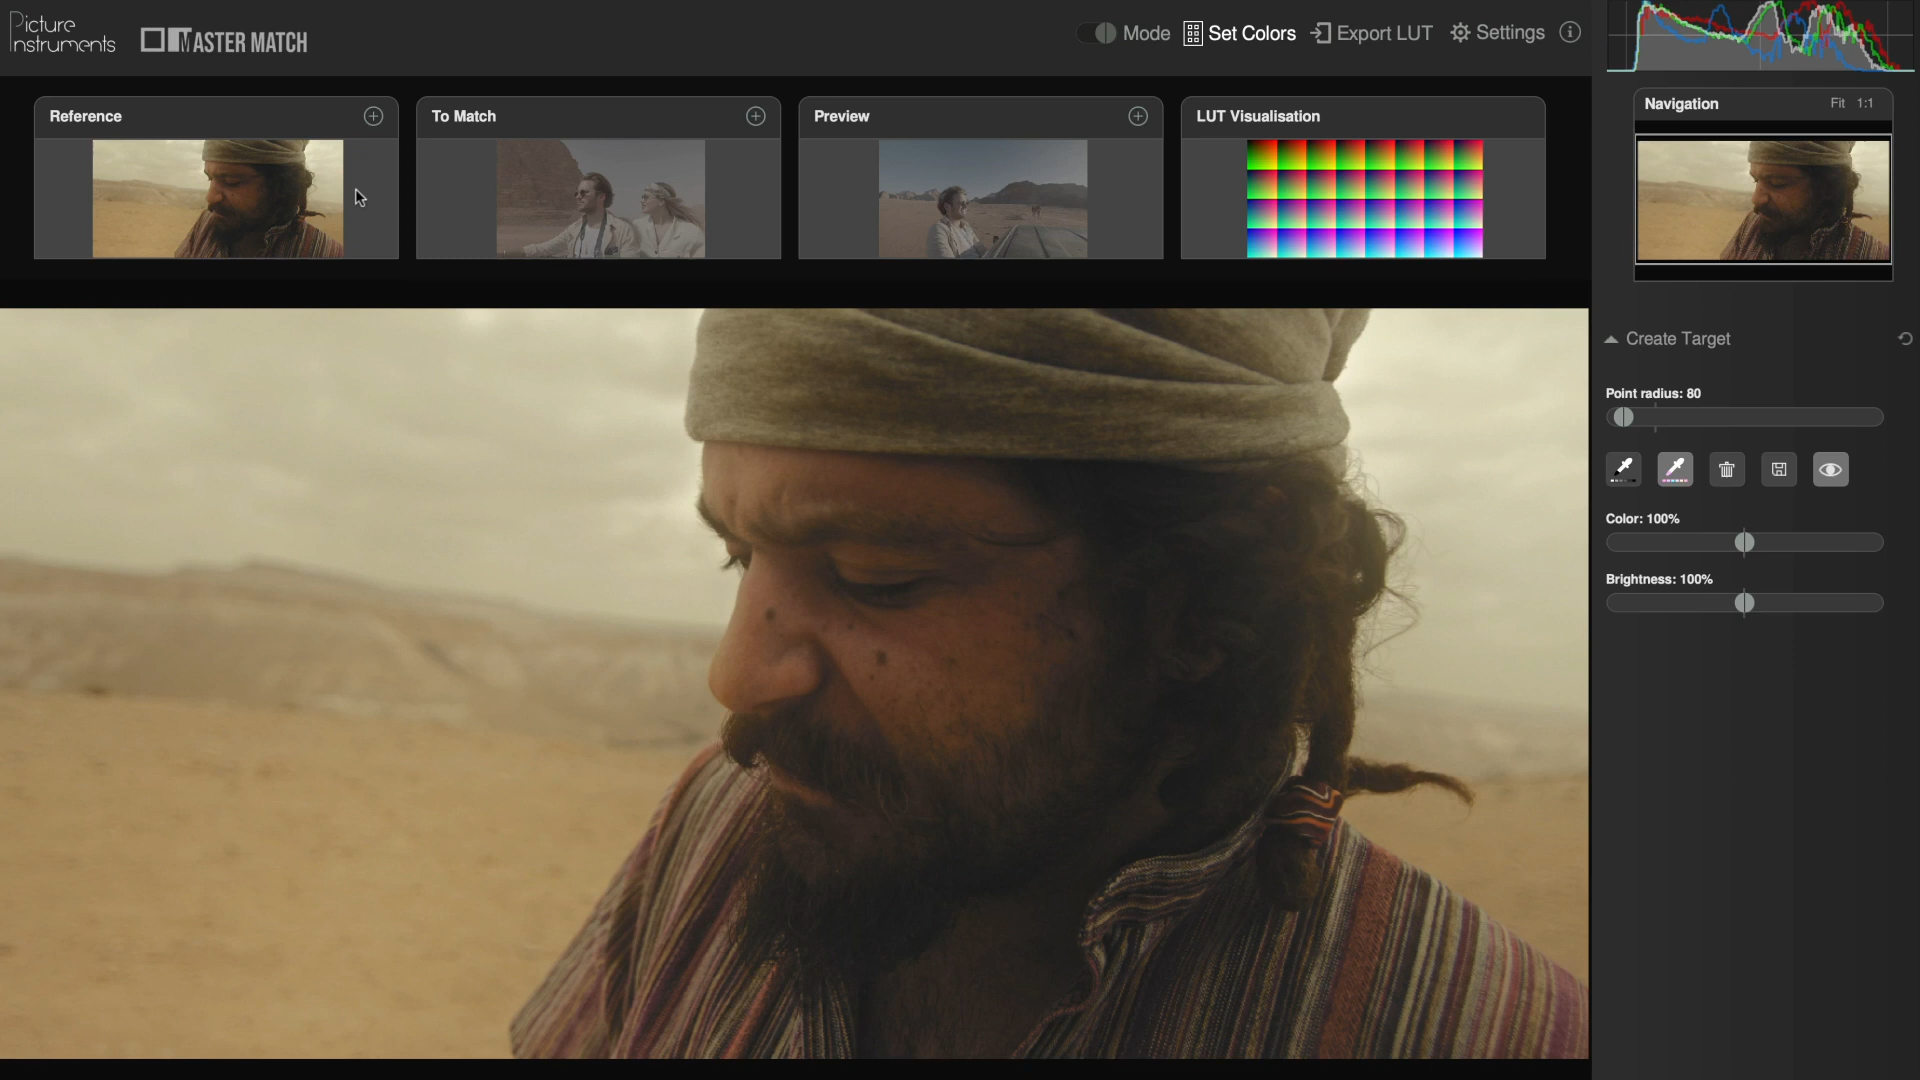 Picture
Instruments
MASTER MATCH
Mode
Set Colors
Export LUT
Settings
Reference
To Match
Preview
LUT Visualisation
Navigation
Fit 1:1
Create Target
Point radius: 80
Color: 100%
Brightness: 100%